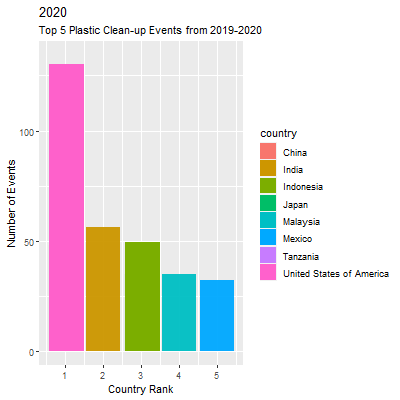 2020
Top 5 Plastic Clean-up Events from 2019-2020
Number of Events
100
50
0
1 2 3 4 5
Country Rank
country
China
India
Indonesia
Japan
Malaysia
Mexico
Tanzania
United States of America